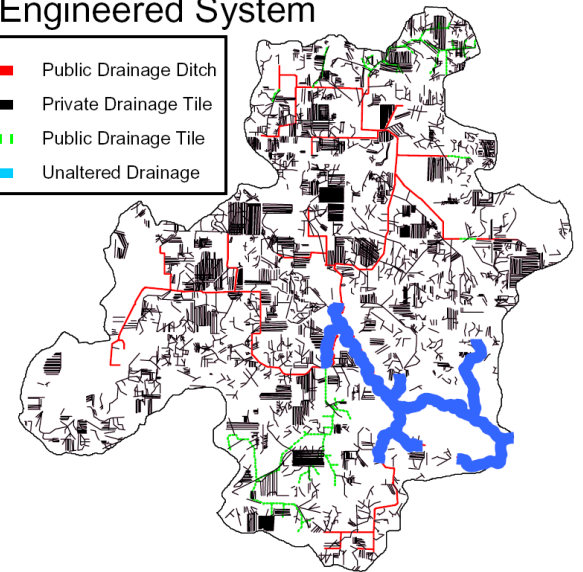 Engineered System
Public Drainage Ditch
Private Drainage Tile
Public Drainage Tile
Unaltered Drainage